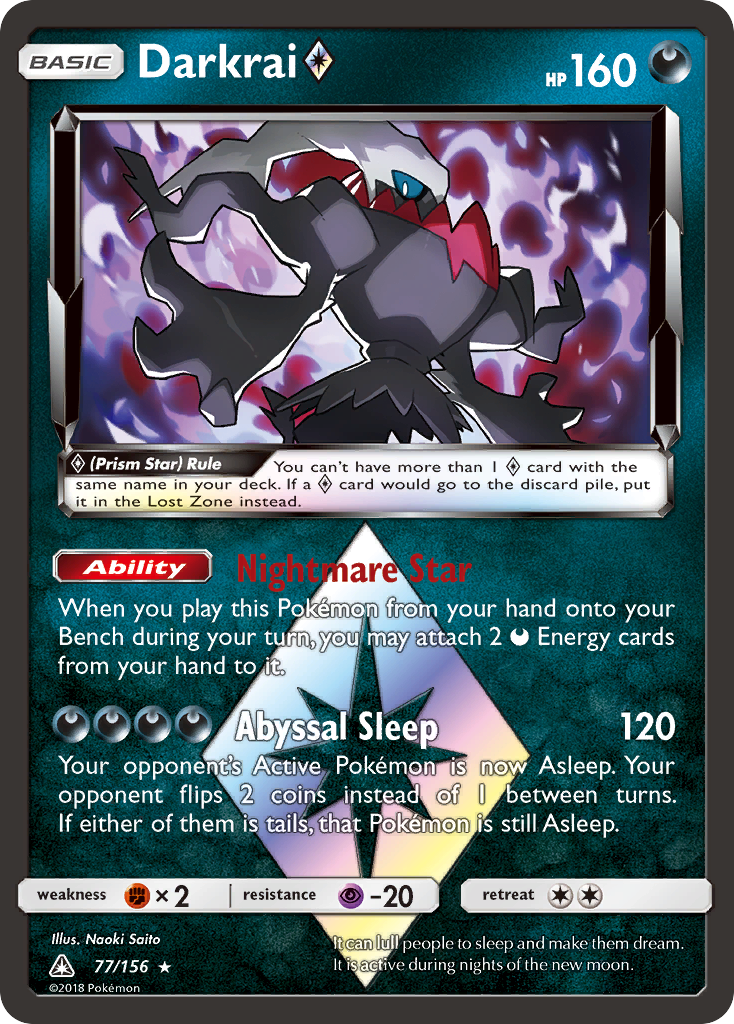 BASIC Darkrai HP 160
(Prism Star) Rule You can't have more than 1 card with the
same name in your deck. If a card would go to the discard pile, put
it in the Lost Zone instead.
Ability Nightmare Star
When you play this Pokémon from your hand onto your
Bench during your turn, you may attach 2 Energy cards
from your hand to it.
Abyssal Sleep 120
Your opponent's Active Pokémon is now Asleep. Your
opponent flips 2 coins instead of 1 between turns.
If either of them is tails, that Pokémon is still Asleep.
weakness × 2 resistance -20 retreat
Illus. Naoki Saito
77/156 ★
©2018 Pokémon
It can lull people to sleep and make them dream.
It is active during nights of the new moon.